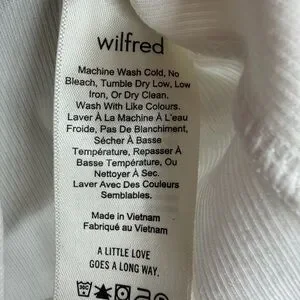 wilfred
Machine Wash Cold, No
Bleach, Tumble Dry Low, Low
Iron, Or Dry Clean.
Wash With Like Colours.
Laver À La Machine À L'eau
Froide, Pas De Blanchiment,
Sécher À Basse
Température, Repasser À
Basse Température, Ou
Nettoyer À Sec.
Laver Avec Des Couleurs
Semblables.
Made in Vietnam
Fabriqué au Vietnam
A LITTLE LOVE
GOES A LONG WAY.